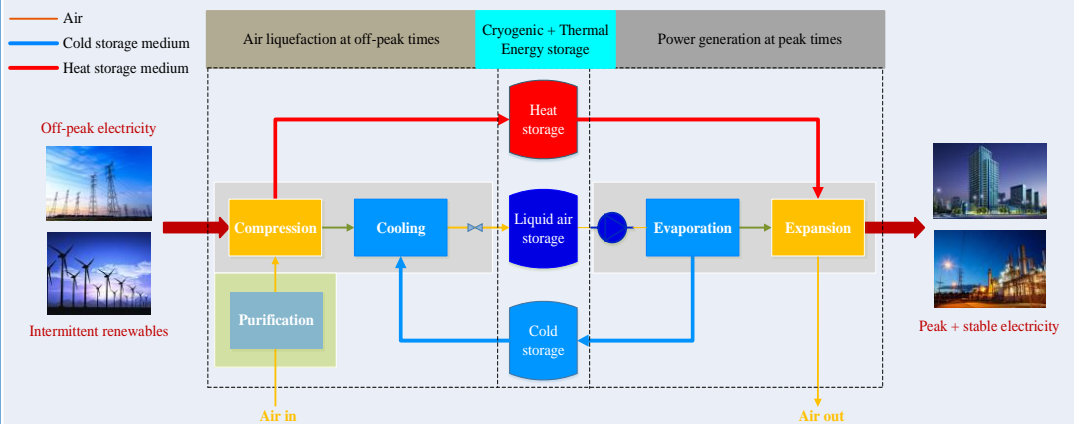 Air
Cold storage medium
Heat storage medium
Air liquefaction at off-peak times
Cryogenic + Thermal
Energy storage
Power generation at peak times
Off-peak electricity
Heat
storage
Compression
Cooling
Liquid air
storage
Evaporation
Expansion
Purification
Intermittent renewables
Cold
storage
Peak + stable electricity
Air in
Air out